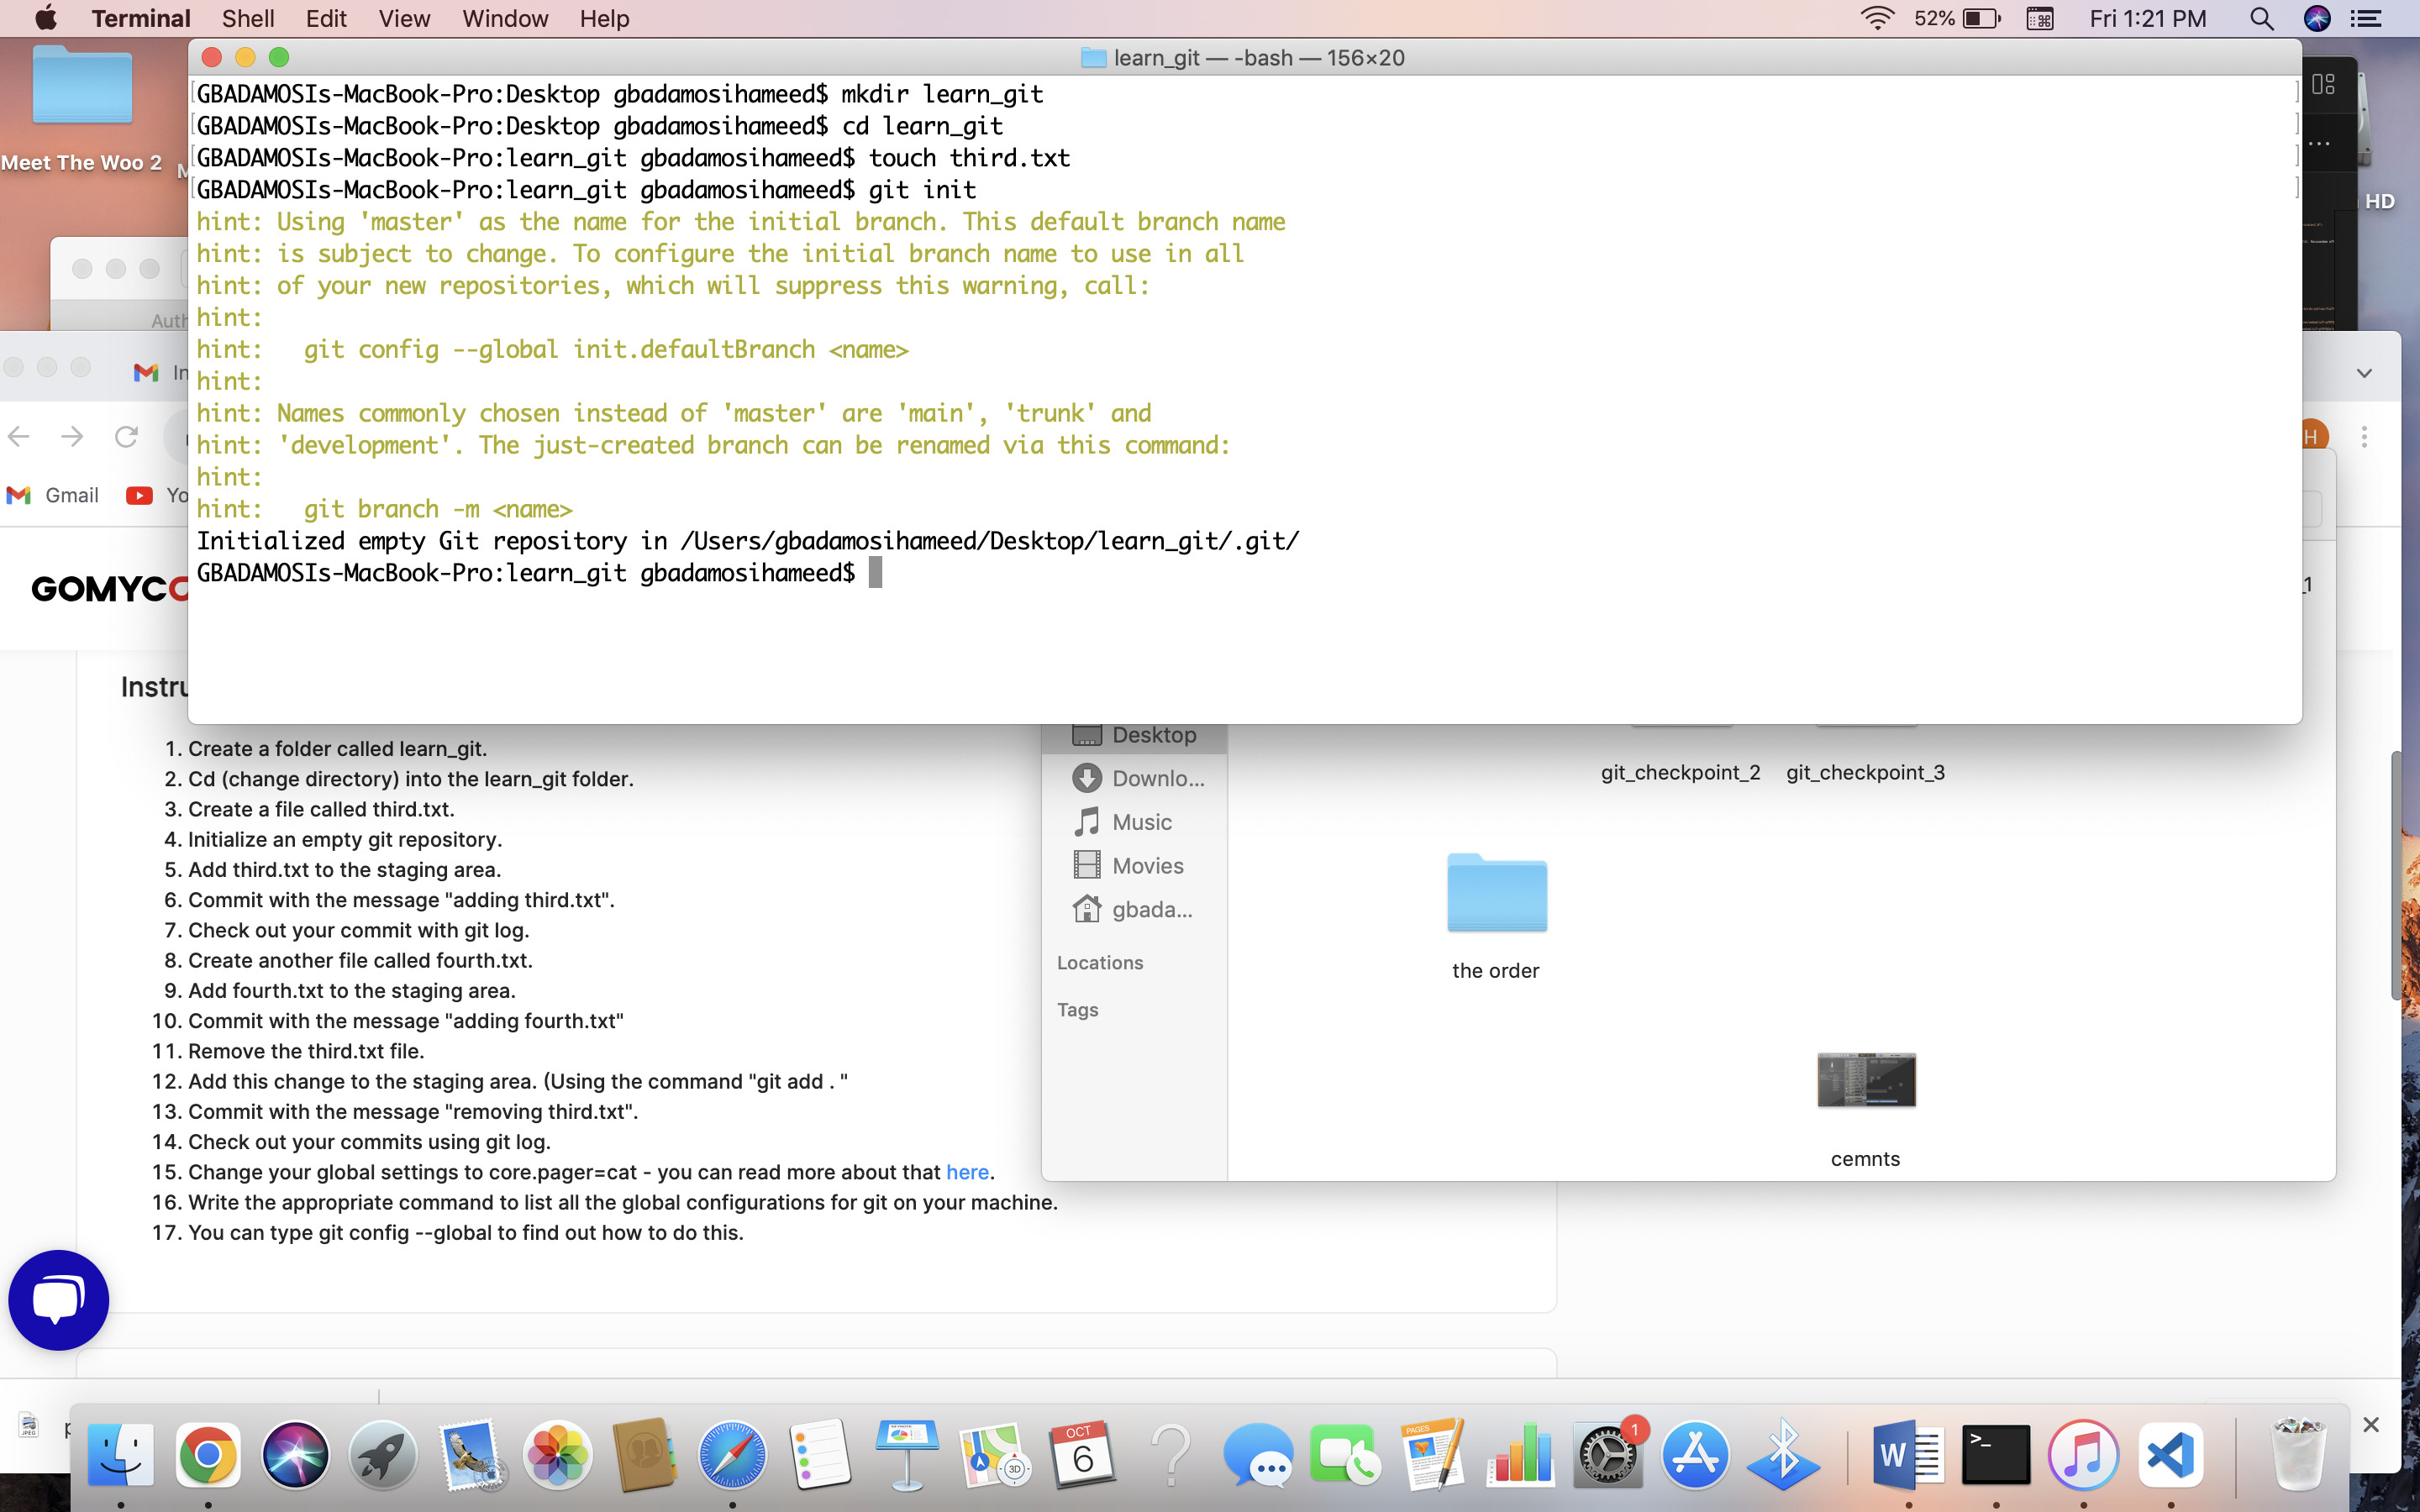 Terminal Shell Edit View Window Help 52% Fri 1:21 PM
learn_git — -bash — 156×20
GBADAMOSIs-MacBook-Pro:Desktop gbadamosihameed$ mkdir learn_git
GBADAMOSIs-MacBook-Pro:Desktop gbadamosihameed$ cd learn_git
GBADAMOSIs-MacBook-Pro:learn_git gbadamosihameed$ touch third.txt
GBADAMOSIs-MacBook-Pro:learn_git gbadamosihameed$ git init
hint: Using 'master' as the name for the initial branch. This default branch name
hint: is subject to change. To configure the initial branch name to use in all
hint: of your new repositories, which will suppress this warning, call:
hint:
hint:   git config --global init.defaultBranch <name>
hint:
hint: Names commonly chosen instead of 'master' are 'main', 'trunk' and
hint: 'development'. The just-created branch can be renamed via this command:
hint:
hint:   git branch -m <name>
Initialized empty Git repository in /Users/gbadamosihameed/Desktop/learn_git/.git/
GBADAMOSIs-MacBook-Pro:learn_git gbadamosihameed$
Meet The Woo 2
HD
H
Gmail
GOMYCO
1. Create a folder called learn_git.
2. Cd (change directory) into the learn_git folder.
3. Create a file called third.txt.
4. Initialize an empty git repository.
5. Add third.txt to the staging area.
6. Commit with the message "adding third.txt".
7. Check out your commit with git log.
8. Create another file called fourth.txt.
9. Add fourth.txt to the staging area.
10. Commit with the message "adding fourth.txt"
11. Remove the third.txt file.
12. Add this change to the staging area. (Using the command "git add . "
13. Commit with the message "removing third.txt".
14. Check out your commits using git log.
15. Change your global settings to core.pager=cat - you can read more about that here.
16. Write the appropriate command to list all the global configurations for git on your machine.
17. You can type git config --global to find out how to do this.
Desktop
Downlo...
Music
Movies
gbada...
Locations
Tags
git_checkpoint_2 git_checkpoint_3
the order
cemnts
JPEG
OCT
6
3D
PAGES
1
W